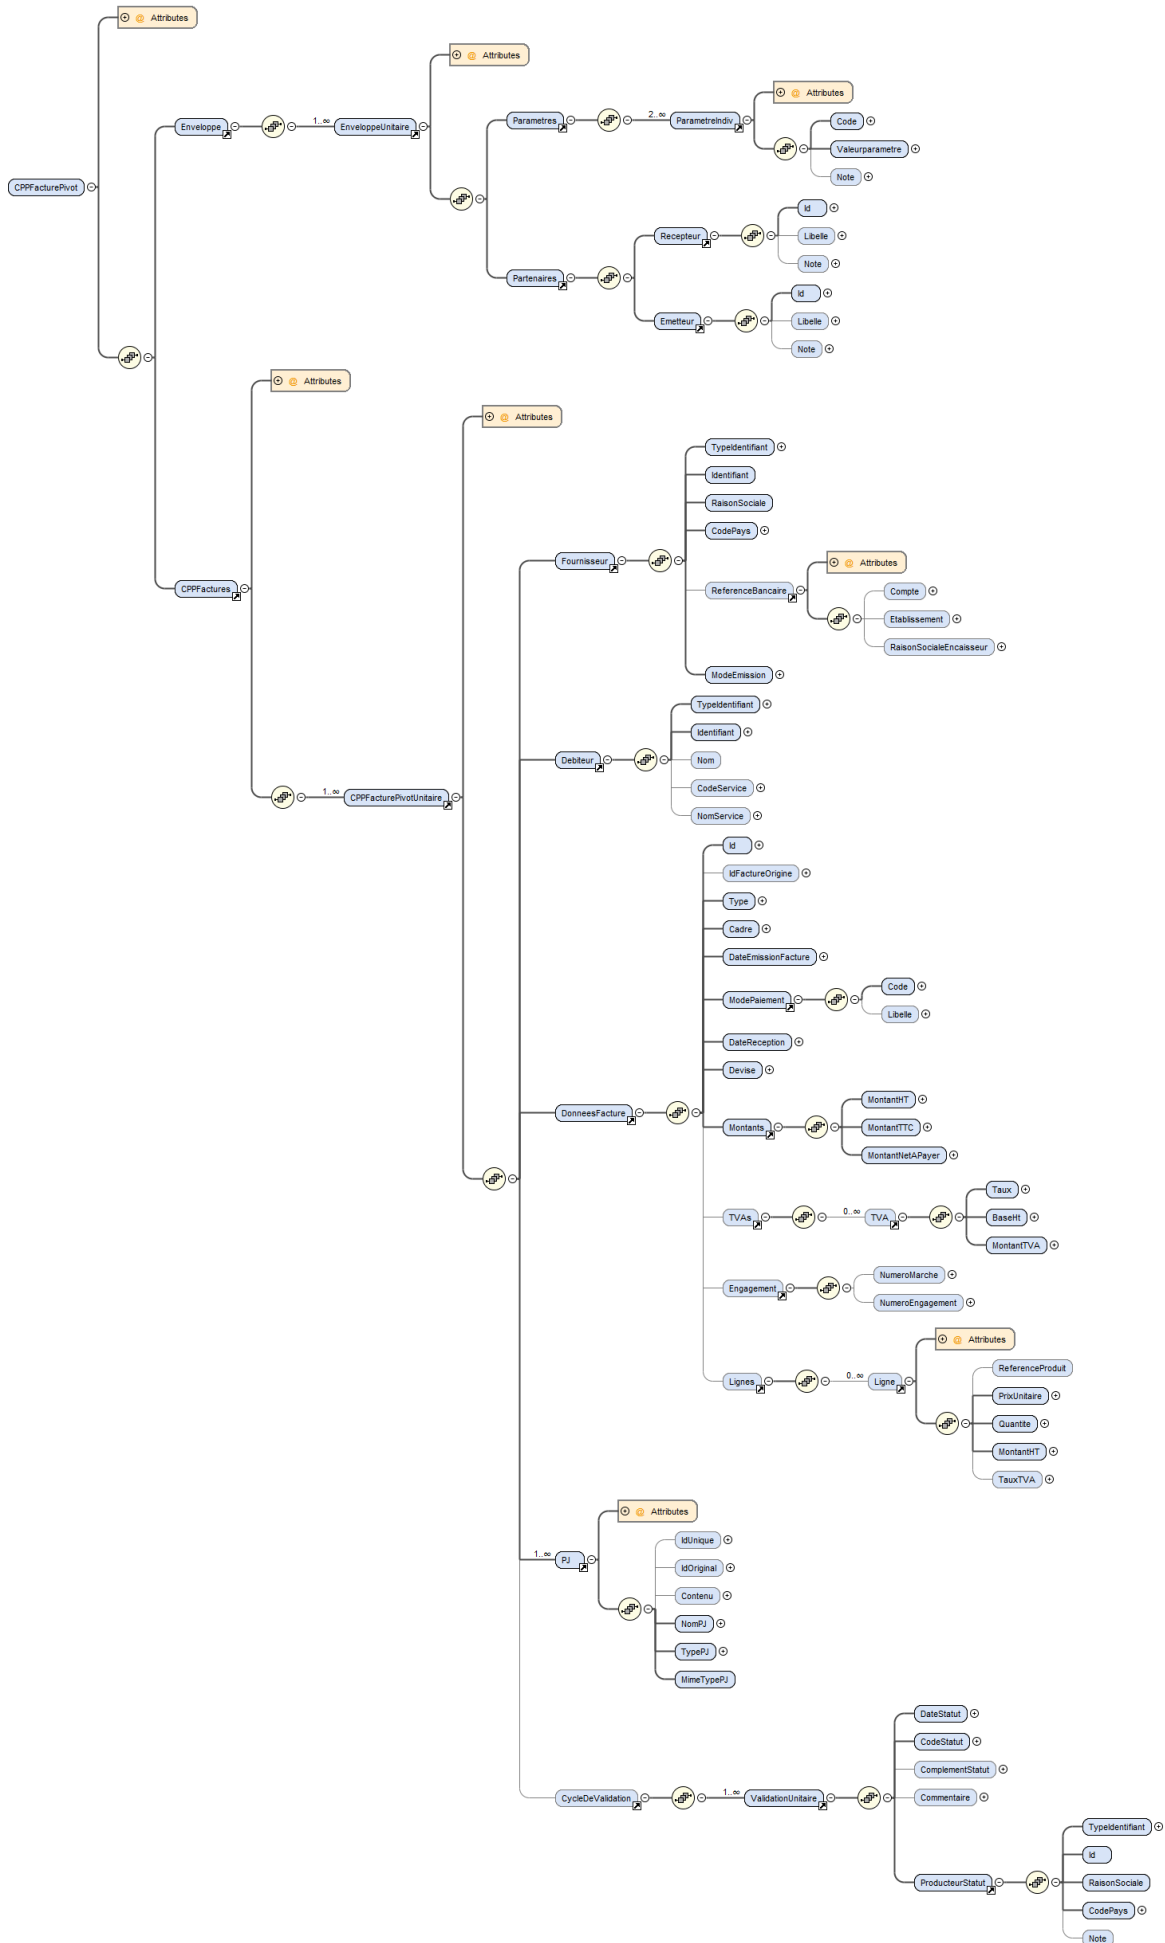 @ Attributes
@ Attributes
@ Attributes
Enveloppe
1..∞
EnveloppeUnitaire
Parametres
2..∞
ParametreIndiv
Code
Valeurparametre
Note
CPPFacturePivot
Id
Recepteur
Libelle
Note
Partenaires
Id
Emetteur
Libelle
Note
@ Attributes
@ Attributes
TypeIdentifiant
Identifiant
RaisonSociale
CodePays
Fournisseur
@ Attributes
CPPFactures
ReferenceBancaire
Compte
Etablissement
RaisonSocialeEncaisseur
ModeEmission
TypeIdentifiant
Identifiant
Debiteur
Nom
CodeService
1..∞
CPPFacturePivotUnitaire
NomService
Id
IdFactureOrigine
Type
Cadre
DateEmissionFacture
Code
ModePaiement
Libelle
DateReception
Devise
MontantHT
DonneesFacture
Montants
MontantTTC
MontantNetAPayer
Taux
TVAs
0..∞
TVA
BaseHt
MontantTVA
NumeroMarche
Engagement
NumeroEngagement
@ Attributes
ReferenceProduit
Lignes
0..∞
Ligne
PrixUnitaire
Quantite
MontantHT
TauxTVA
@ Attributes
IdUnique
1..∞
PJ
IdOriginal
Contenu
NomPJ
TypePJ
MimeTypePJ
DateStatut
CodeStatut
ComplementStatut
CycleDeValidation
1..∞
ValidationUnitaire
Commentaire
TypeIdentifiant
Id
ProducteurStatut
RaisonSociale
CodePays
Note